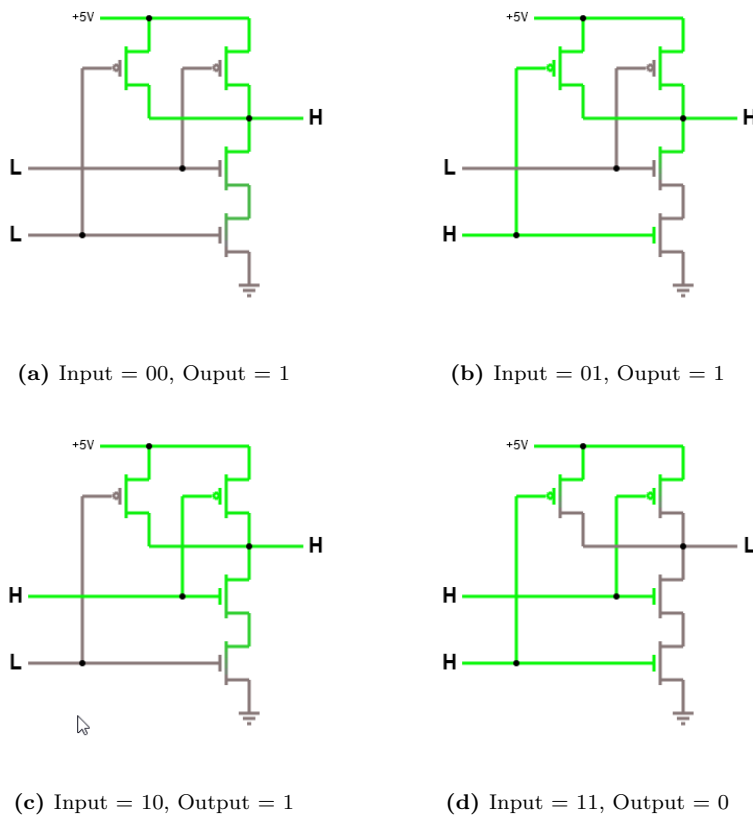 +5V
H
L
L
(a) Input = 00, Ouput = 1
+5V
H
L
H
(b) Input = 01, Ouput = 1
+5V
H
H
L
(c) Input = 10, Output = 1
+5V
L
H
H
(d) Input = 11, Output = 0